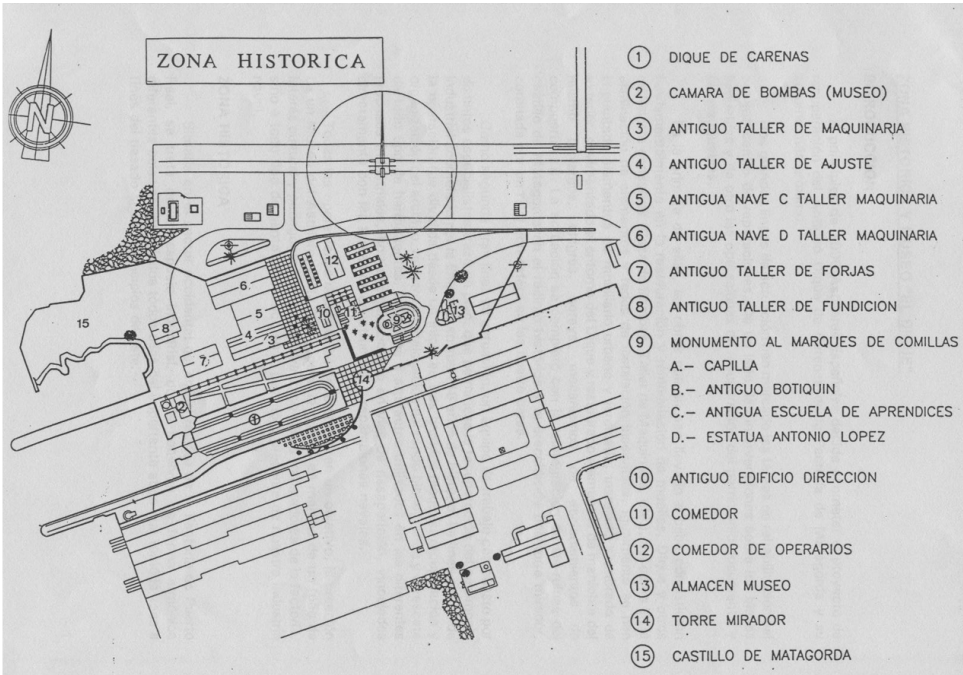 ZONA HISTORICA
N
1 DIQUE DE CARENAS
2 CAMARA DE BOMBAS (MUSEO)
3 ANTIGUO TALLER DE MAQUINARIA
4 ANTIGUO TALLER DE AJUSTE
5 ANTIGUA NAVE C TALLER MAQUINARIA
6 ANTIGUA NAVE D TALLER MAQUINARIA
7 ANTIGUO TALLER DE FORJAS
8 ANTIGUO TALLER DE FUNDICION
9 MONUMENTO AL MARQUES DE COMILLAS
A.- CAPILLA
B.- ANTIGUO BOTIQUIN
C.- ANTIGUA ESCUELA DE APRENDICES
D.- ESTATUA ANTONIO LOPEZ
10 ANTIGUO EDIFICIO DIRECCION
11 COMEDOR
12 COMEDOR DE OPERARIOS
13 ALMACEN MUSEO
14 TORRE MIRADOR
15 CASTILLO DE MATAGORDA
12
6
15
5
10
11
9
13
8
4
3
7
14
2
1